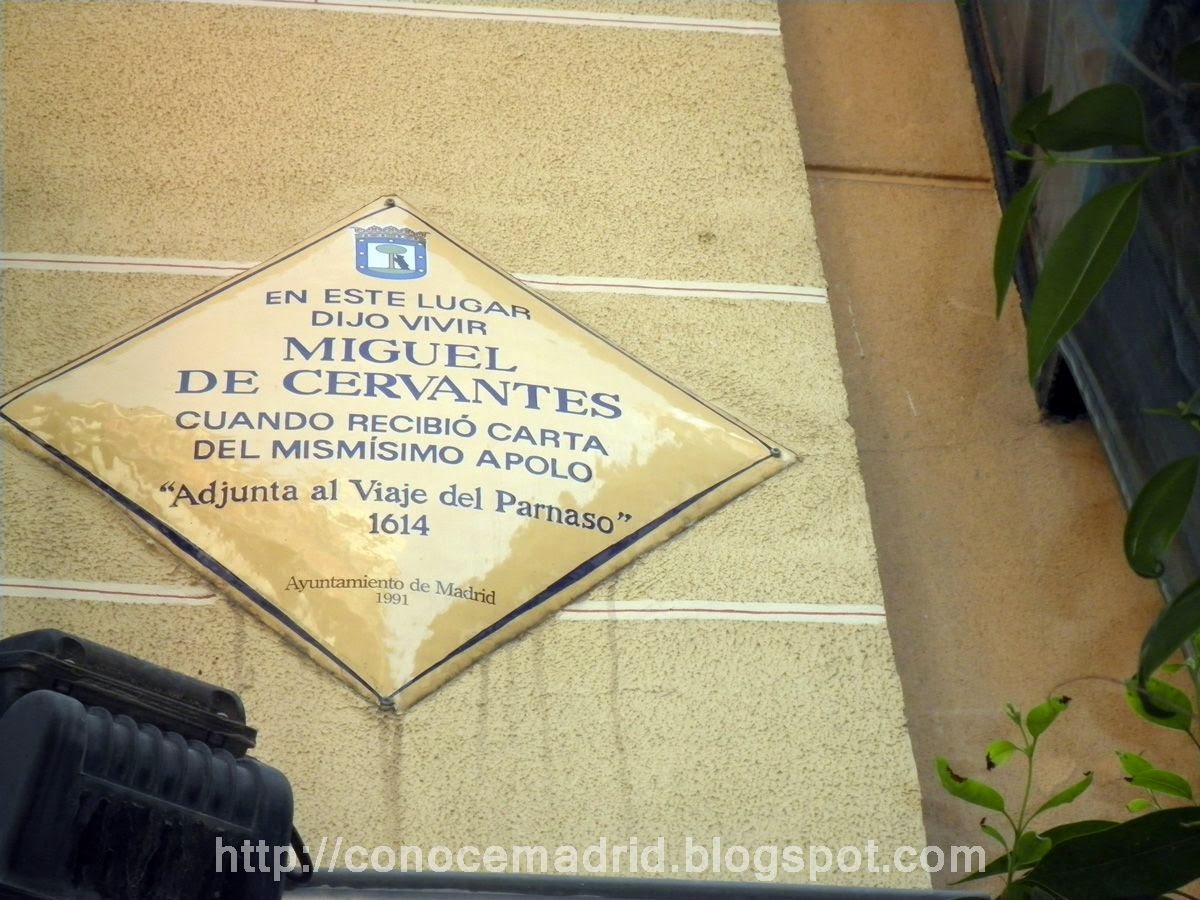 EN ESTE LUGAR
DIJO VIVIR
MIGUEL
DE CERVANTES
CUANDO RECIBIÓ CARTA
DEL MISMÍSIMO APOLO
“Adjunta al Viaje del Parnaso”
1614
Ayuntamiento de Madrid
1991
http://conocemadrid.blogspot.com